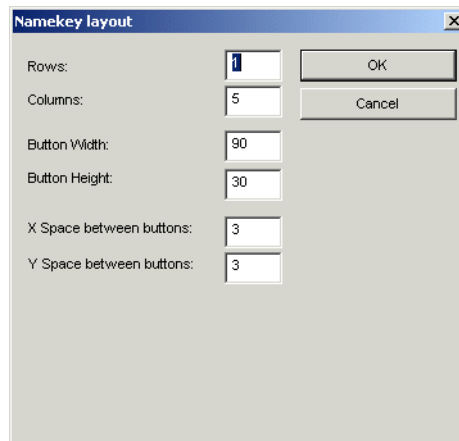 Namekey layout
Rows: 1
OK
Columns: 5
Cancel
Button Width: 90
Button Height: 30
X Space between buttons: 3
Y Space between buttons: 3